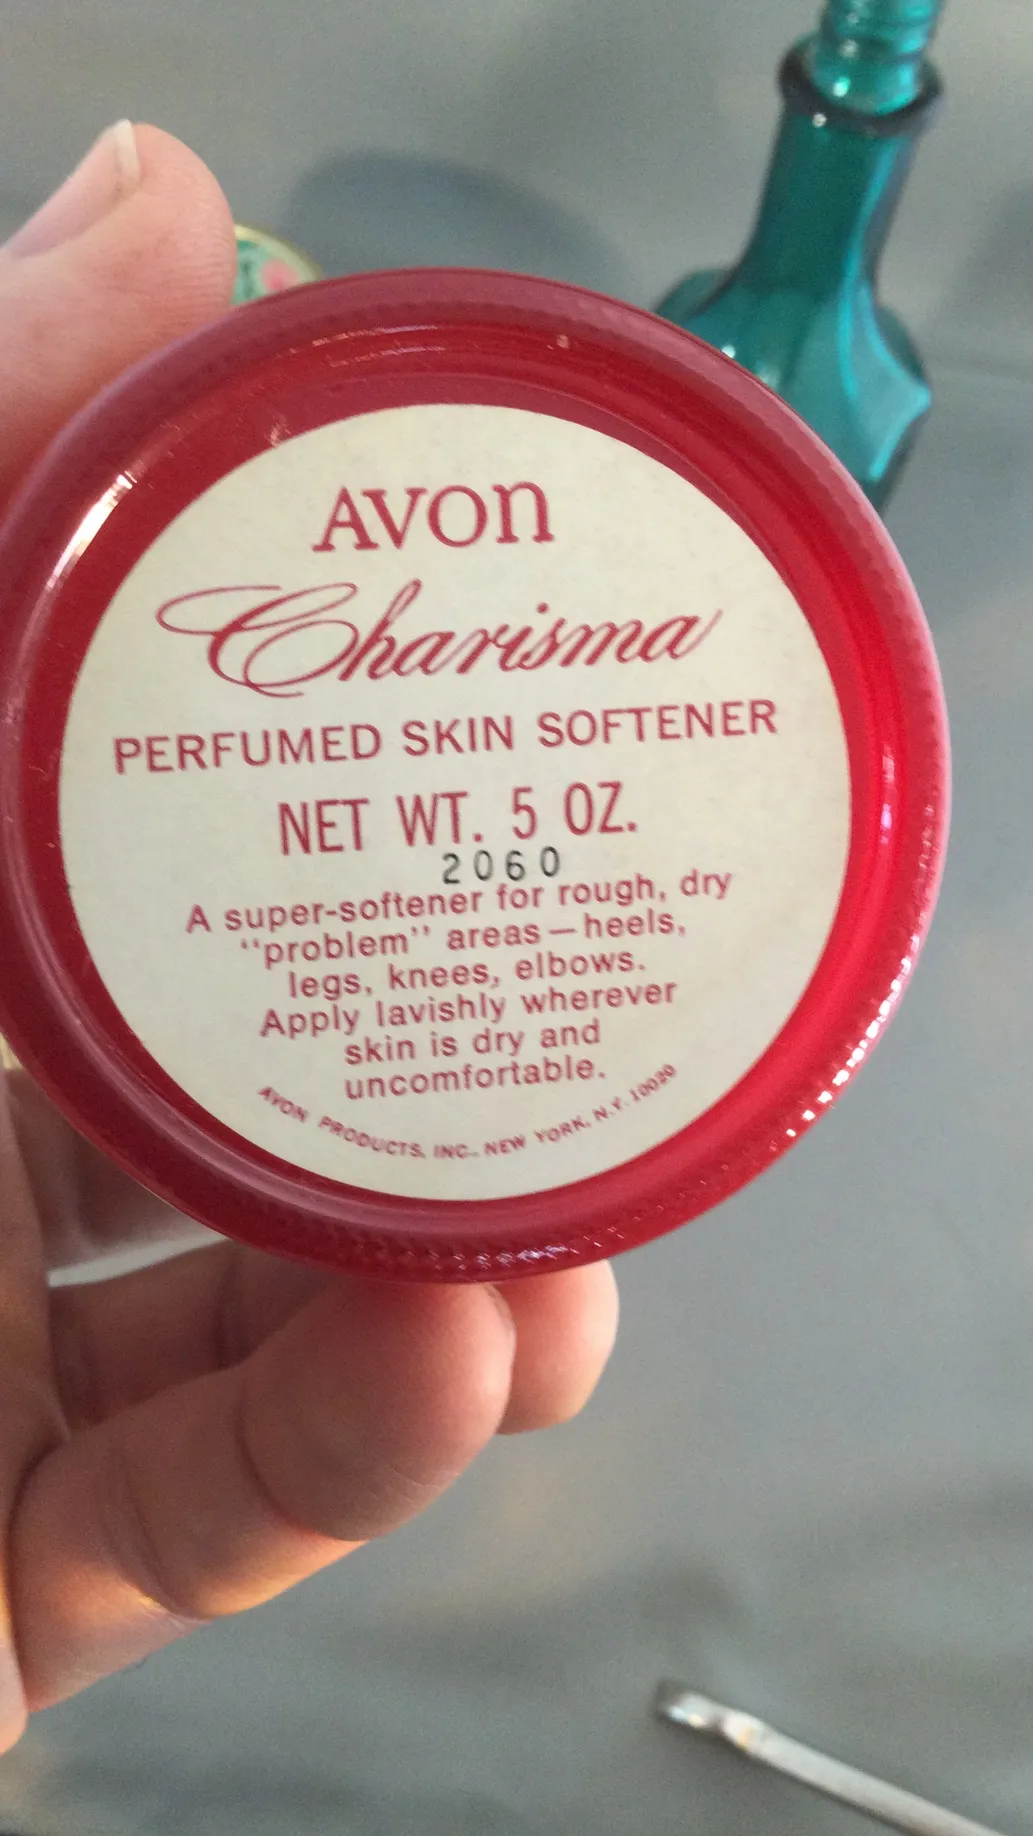 AVON
Charisma
PERFUMED SKIN SOFTENER
NET WT. 5 OZ.
2060
A super-softener for rough, dry
"problem" areas—heels,
legs, knees, elbows.
Apply lavishly wherever
skin is dry and
uncomfortable.
AVON PRODUCTS, INC., NEW YORK, N.Y. 10020